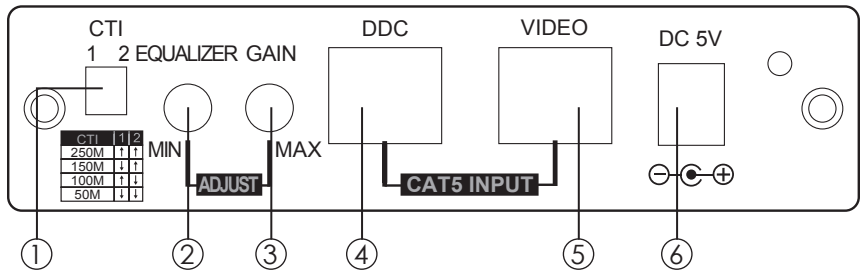 CTI
1 2
EQUALIZER GAIN
DDC
VIDEO
DC 5V
CTI 1 2
250M ↑ ↑
150M ↓ ↑
100M ↑ ↓
50M ↓ ↓
MIN
MAX
ADJUST
CAT5 INPUT
① ② ③ ④ ⑤ ⑥